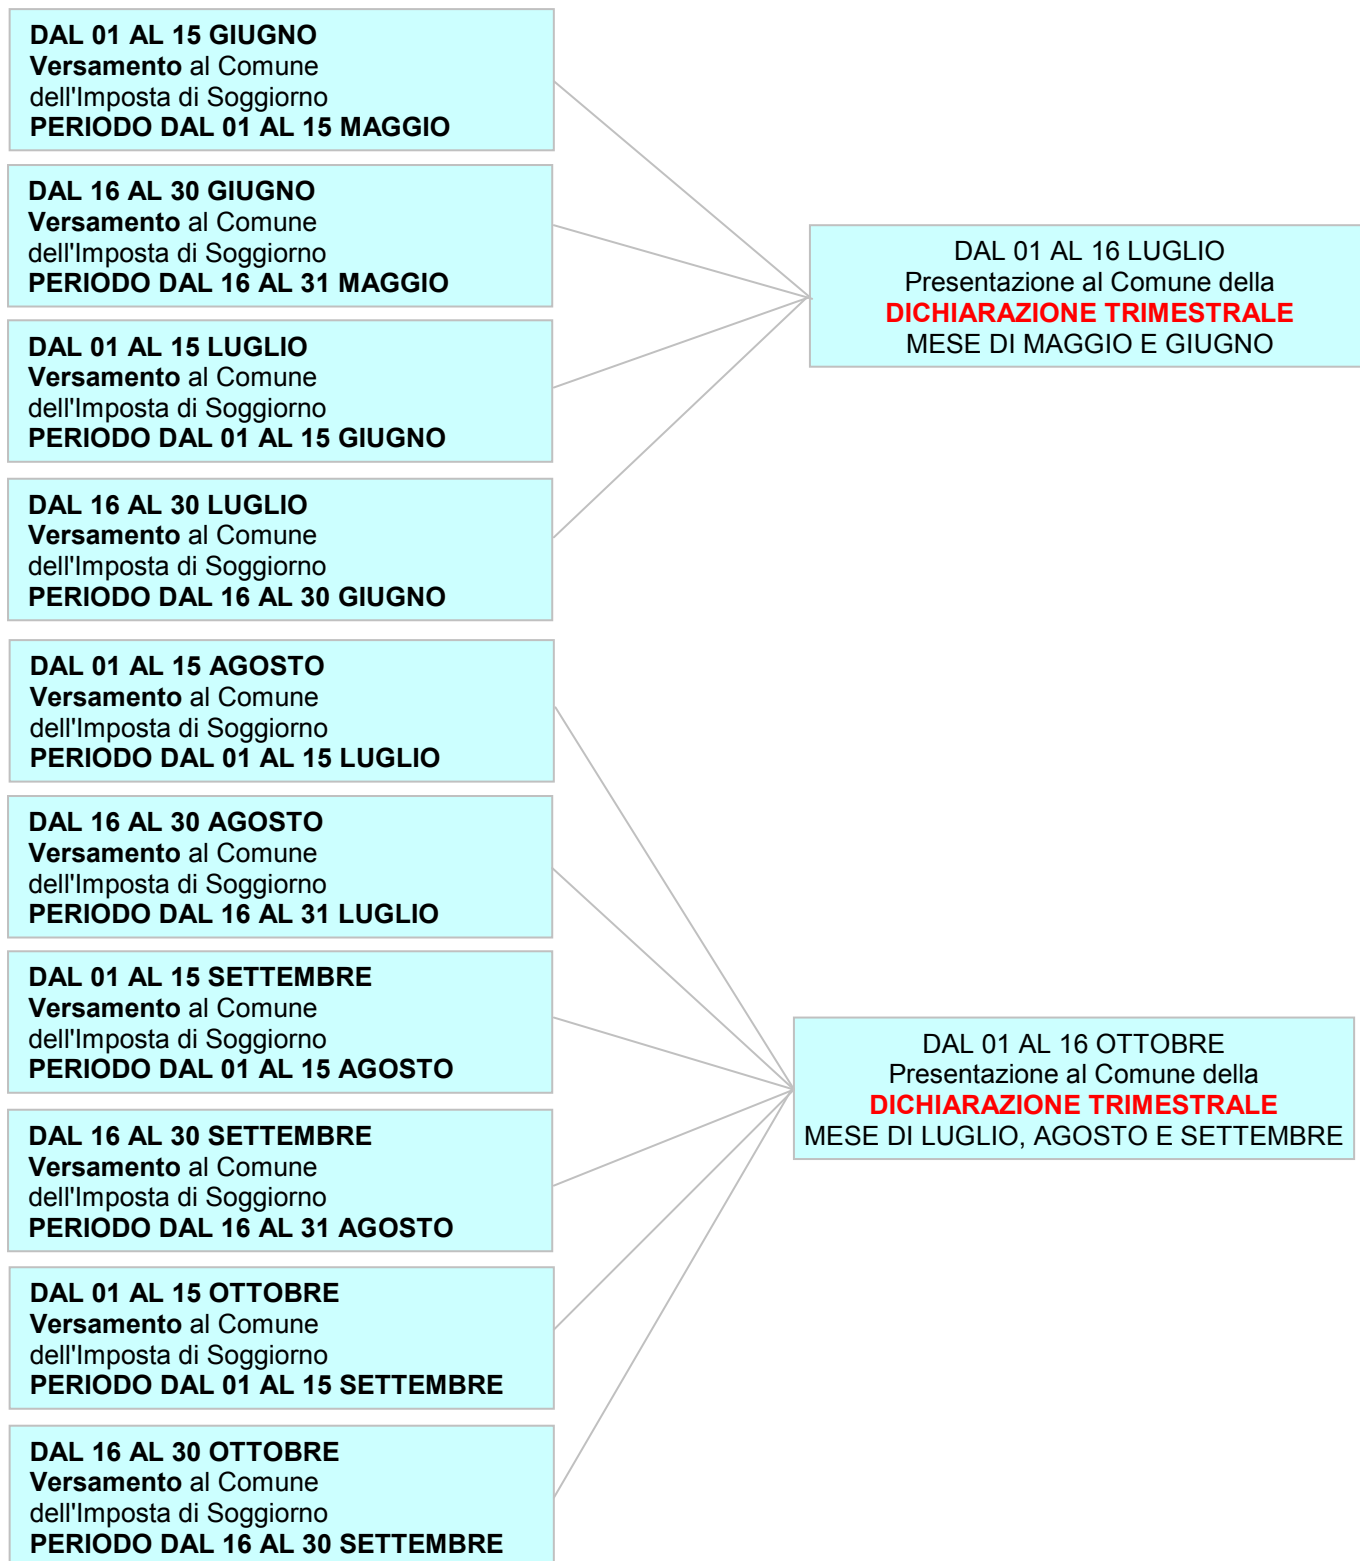 DAL 01 AL 15 GIUGNO
Versamento al Comune
dell'Imposta di Soggiorno
PERIODO DAL 01 AL 15 MAGGIO
DAL 16 AL 30 GIUGNO
Versamento al Comune
dell'Imposta di Soggiorno
PERIODO DAL 16 AL 31 MAGGIO
DAL 01 AL 15 LUGLIO
Versamento al Comune
dell'Imposta di Soggiorno
PERIODO DAL 01 AL 15 GIUGNO
DAL 16 AL 30 LUGLIO
Versamento al Comune
dell'Imposta di Soggiorno
PERIODO DAL 16 AL 30 GIUGNO
DAL 01 AL 16 LUGLIO
Presentazione al Comune della
DICHIARAZIONE TRIMESTRALE
MESE DI MAGGIO E GIUGNO
DAL 01 AL 15 AGOSTO
Versamento al Comune
dell'Imposta di Soggiorno
PERIODO DAL 01 AL 15 LUGLIO
DAL 16 AL 30 AGOSTO
Versamento al Comune
dell'Imposta di Soggiorno
PERIODO DAL 16 AL 31 LUGLIO
DAL 01 AL 15 SETTEMBRE
Versamento al Comune
dell'Imposta di Soggiorno
PERIODO DAL 01 AL 15 AGOSTO
DAL 16 AL 30 SETTEMBRE
Versamento al Comune
dell'Imposta di Soggiorno
PERIODO DAL 16 AL 31 AGOSTO
DAL 01 AL 15 OTTOBRE
Versamento al Comune
dell'Imposta di Soggiorno
PERIODO DAL 01 AL 15 SETTEMBRE
DAL 16 AL 30 OTTOBRE
Versamento al Comune
dell'Imposta di Soggiorno
PERIODO DAL 16 AL 30 SETTEMBRE
DAL 01 AL 16 OTTOBRE
Presentazione al Comune della
DICHIARAZIONE TRIMESTRALE
MESE DI LUGLIO, AGOSTO E SETTEMBRE